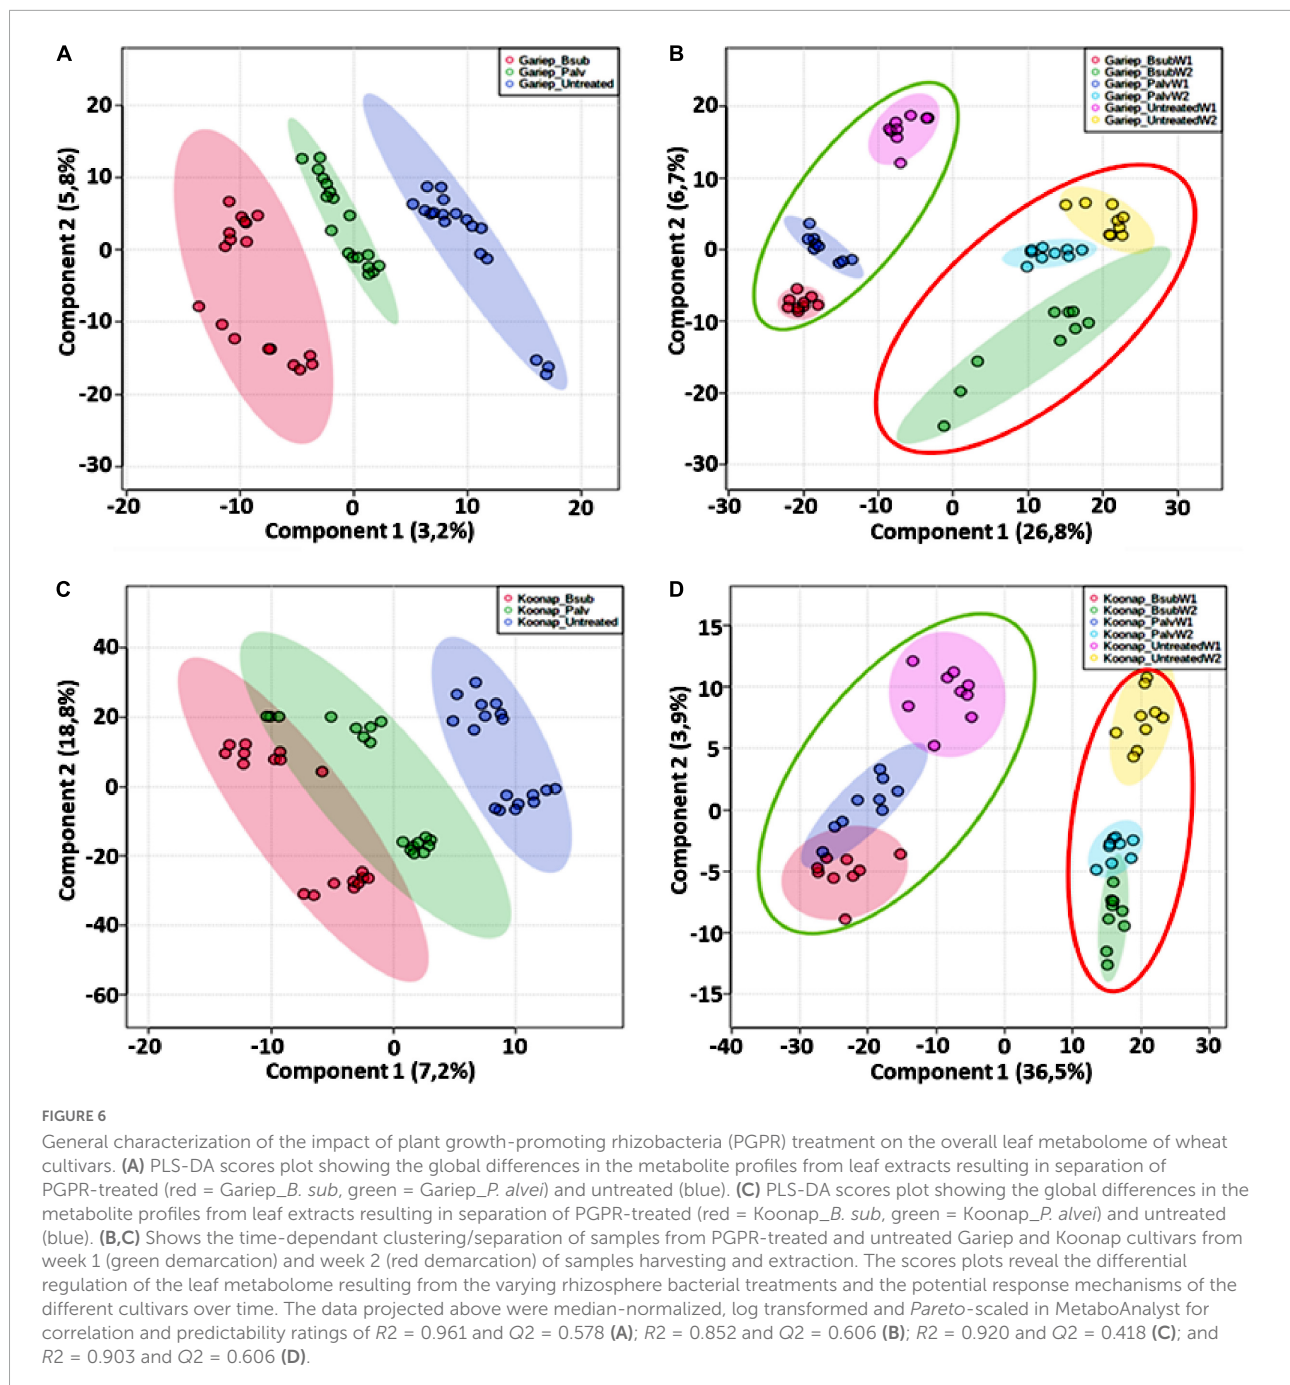 A
Gariep_Bsub
Gariep_Palv
Gariep_Untreated
20
10
0
-10
-20
-30
Component 2 (5,8%)
-20 -10 0 10 20
Component 1 (3,2%)
B
Gariep_BsubW1
Gariep_BsubW2
Gariep_PalvW1
Gariep_PalvW2
Gariep_UntreatedW1
Gariep_UntreatedW2
20
10
0
-10
-20
-30
Component 2 (6,7%)
-30 -20 -10 0 10 20 30
Component 1 (26,8%)
C
Koonap_Bsub
Koonap_Palv
Koonap_Untreated
40
20
0
-20
-40
-60
Component 2 (18,8%)
-20 -10 0 10
Component 1 (7,2%)
D
Koonap_BsubW1
Koonap_BsubW2
Koonap_PalvW1
Koonap_PalvW2
Koonap_UntreatedW1
Koonap_UntreatedW2
15
10
5
0
-5
-10
-15
Component 2 (3,9%)
-40 -30 -20 -10 0 10 20 30
Component 1 (36,5%)
FIGURE 6
General characterization of the impact of plant growth-promoting rhizobacteria (PGPR) treatment on the overall leaf metabolome of wheat
cultivars. (A) PLS-DA scores plot showing the global differences in the metabolite profiles from leaf extracts resulting in separation of
PGPR-treated (red = Gariep_B. sub, green = Gariep_P. alvei) and untreated (blue). (C) PLS-DA scores plot showing the global differences in the
metabolite profiles from leaf extracts resulting in separation of PGPR-treated (red = Koonap_B. sub, green = Koonap_P. alvei) and untreated
(blue). (B,C) Shows the time-dependant clustering/separation of samples from PGPR-treated and untreated Gariep and Koonap cultivars from
week 1 (green demarcation) and week 2 (red demarcation) of samples harvesting and extraction. The scores plots reveal the differential
regulation of the leaf metabolome resulting from the varying rhizosphere bacterial treatments and the potential response mechanisms of the
different cultivars over time. The data projected above were median-normalized, log transformed and Pareto-scaled in MetaboAnalyst for
correlation and predictability ratings of R2 = 0.961 and Q2 = 0.578 (A); R2 = 0.852 and Q2 = 0.606 (B); R2 = 0.920 and Q2 = 0.418 (C); and
R2 = 0.903 and Q2 = 0.606 (D).